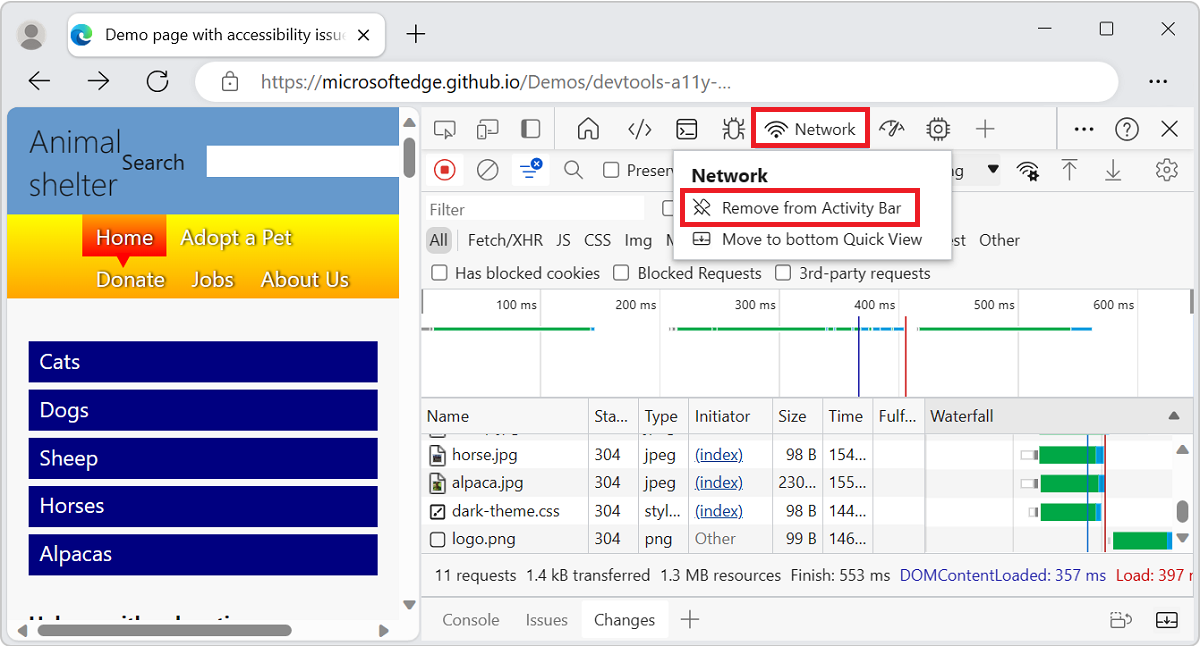 Demo page with accessibility issue
https://microsoftedge.github.io/Demos/devtools-a11y-...
Animal
shelter
Search
Home
Adopt a Pet
Donate
Jobs
About Us
Cats
Dogs
Sheep
Horses
Alpacas
Network
Preserv
ng
Network
Remove from Activity Bar
Move to bottom Quick View
Filter
All
Fetch/XHR
JS
CSS
Img
Other
Has blocked cookies
Blocked Requests
3rd-party requests
100 ms
200 ms
300 ms
400 ms
500 ms
600 ms
Name
Sta...
Type
Initiator
Size
Time
Fulf...
Waterfall
horse.jpg 304 jpeg (index) 98 B 154...
alpaca.jpg 304 jpeg (index) 230... 155...
dark-theme.css 304 styl... (index) 98 B 144...
logo.png 304 png Other 99 B 146...
11 requests 1.4 kB transferred 1.3 MB resources Finish: 553 ms DOMContentLoaded: 357 ms Load: 397 m
Console
Issues
Changes